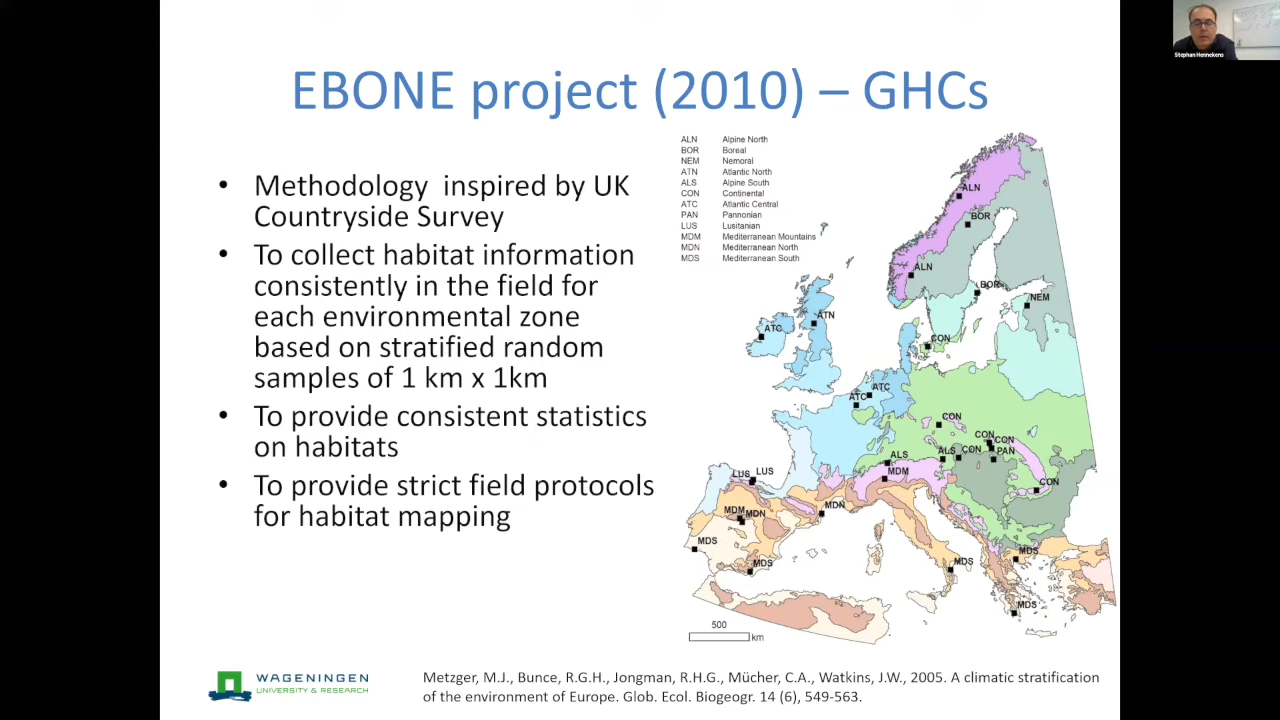 Stephan Hennekens
EBONE project (2010) – GHCs
• Methodology inspired by UK
Countryside Survey
• To collect habitat information
consistently in the field for
each environmental zone
based on stratified random
samples of 1 km x 1km
• To provide consistent statistics
on habitats
• To provide strict field protocols
for habitat mapping
ALN Alpine North
BOR Boreal
NEM Nemoral
ATN Atlantic North
ALS Alpine South
CON Continental
ATC Atlantic Central
PAN Pannonian
LUS Lusitanian
MDM Mediterranean Mountains
MDN Mediterranean North
MDS Mediterranean South
ALN
BOR
ALN
BOR
NEM
ATN
ATC
CON
ATC
ATC
CON
CON
CON
ALS
ALS CON PAN
MDM
LUS LUS
CON
MDN
MDM MDN
MDS
MDS
MDS
MDS
MDS
500
km
WAGENINGEN
UNIVERSITY & RESEARCH
Metzger, M.J., Bunce, R.G.H., Jongman, R.H.G., Mücher, C.A., Watkins, J.W., 2005. A climatic stratification
of the environment of Europe. Glob. Ecol. Biogeogr. 14 (6), 549-563.